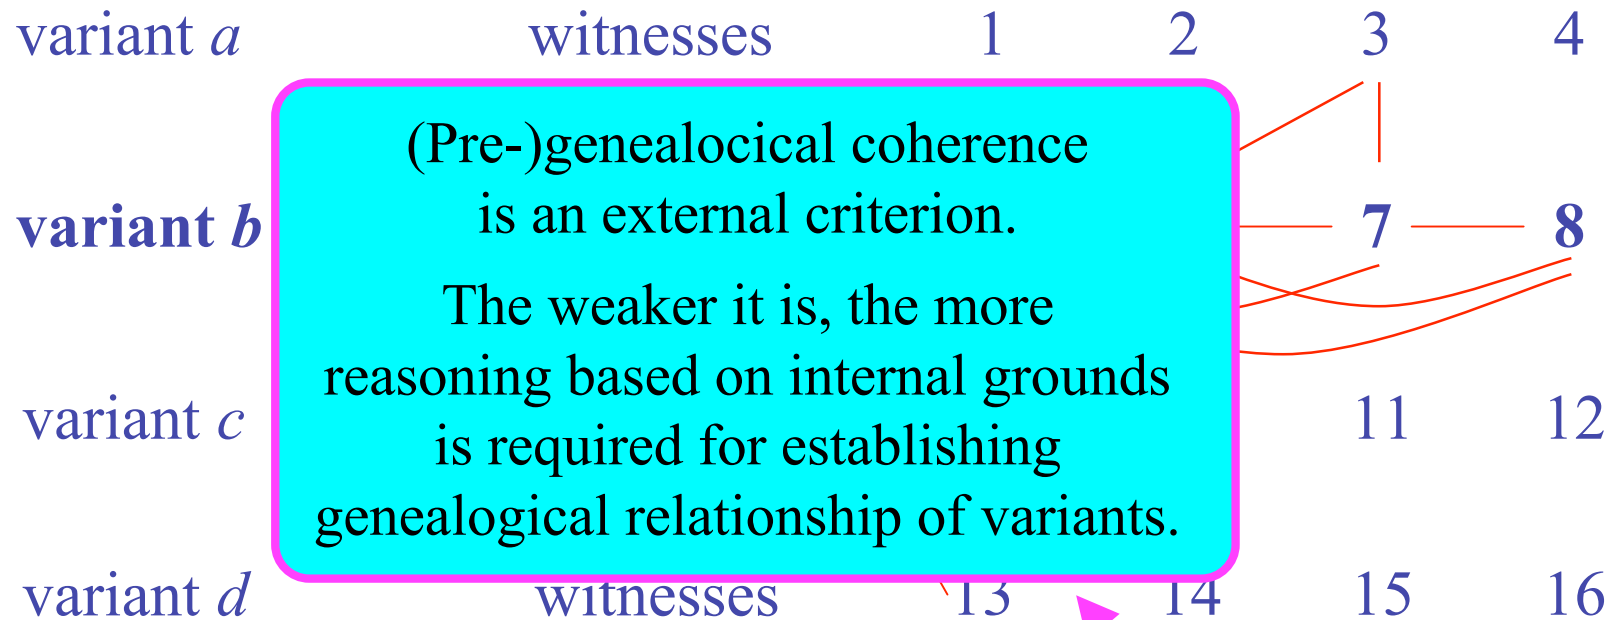 variant a witnesses 1 2 3 4
(Pre-)genealocical coherence
is an external criterion.
variant b 7 8
The weaker it is, the more
reasoning based on internal grounds
is required for establishing
genealogical relationship of variants.
variant c 11 12
variant d witnesses 13 14 15 16